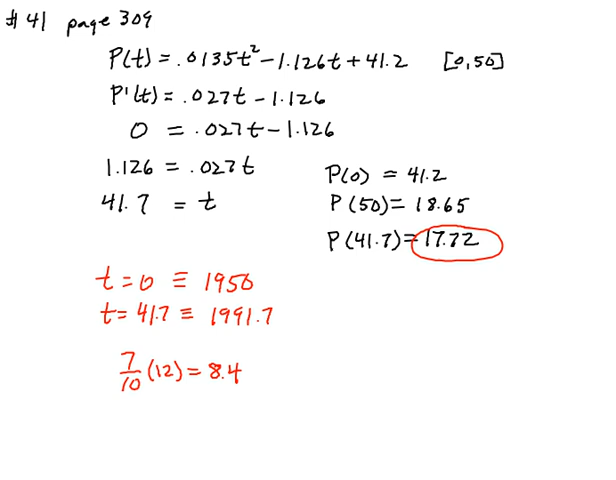 # 41 page 309
P(t) = .0135t² - 1.126t + 41.2 [0,50]
P'(t) = .027t - 1.126
0 = .027t - 1.126
1.126 = .027t
41.7 = t
P(0) = 41.2
P(50) = 18.65
P(41.7) = 17.72
t = 0 ≡ 1950
t = 41.7 ≡ 1991.7
7/10 (12) = 8.4